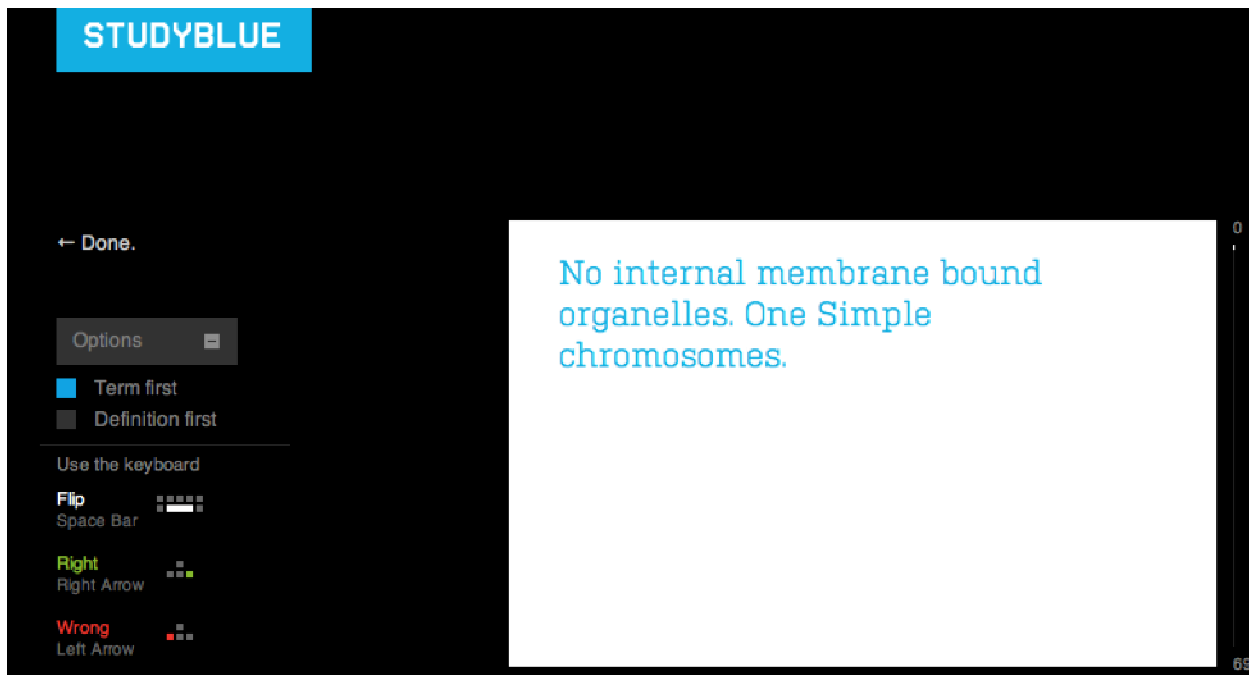 STUDYBLUE
← Done.
Options
Term first
Definition first
Use the keyboard
Flip
Space Bar
Right
Right Arrow
Wrong
Left Arrow
No internal membrane bound
organelles. One Simple
chromosomes.
0
69